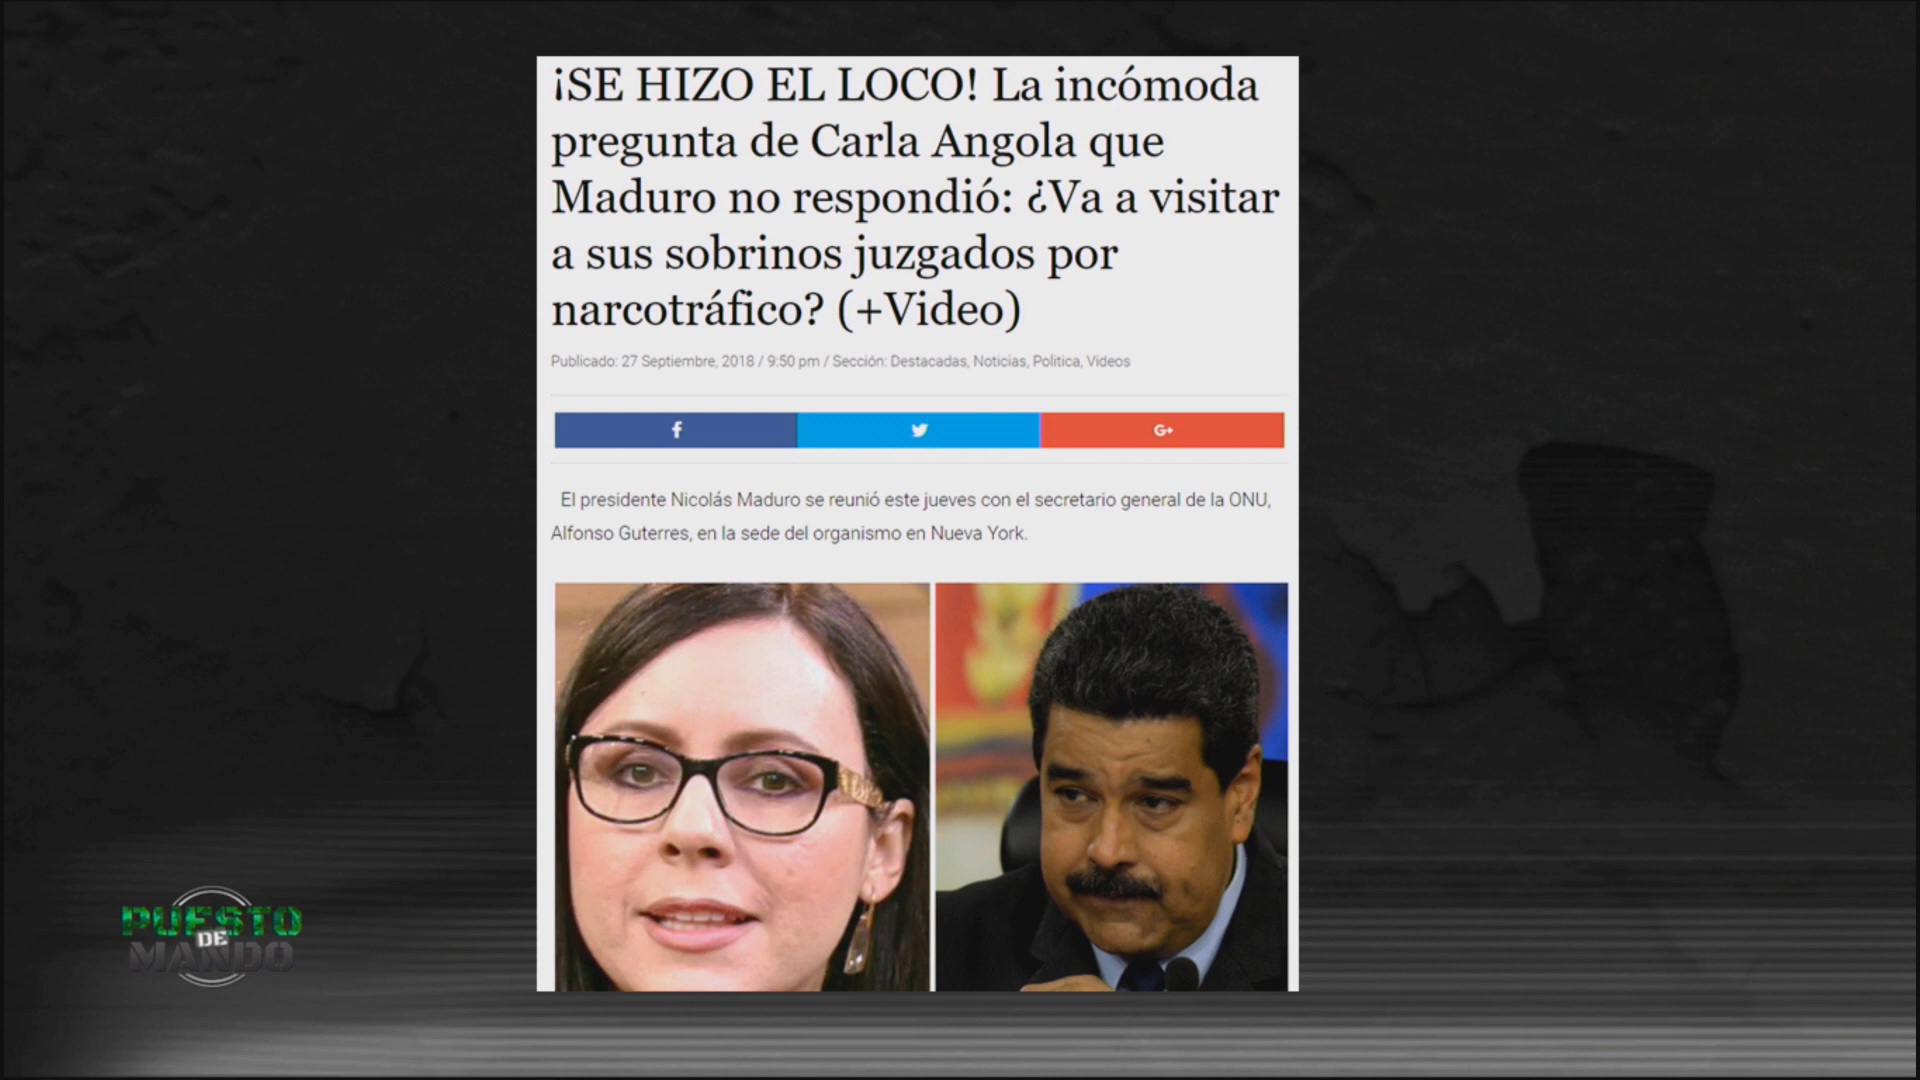 ¡SE HIZO EL LOCO! La incómoda
pregunta de Carla Angola que
Maduro no respondió: ¿Va a visitar
a sus sobrinos juzgados por
narcotráfico? (+Video)
Publicado: 27 Septiembre, 2018 / 9:50 pm / Sección: Destacadas, Noticias, Politica, Videos
f
G+
El presidente Nicolás Maduro se reunió este jueves con el secretario general de la ONU,
Alfonso Guterres, en la sede del organismo en Nueva York.
PUESTO
DE
MANDO